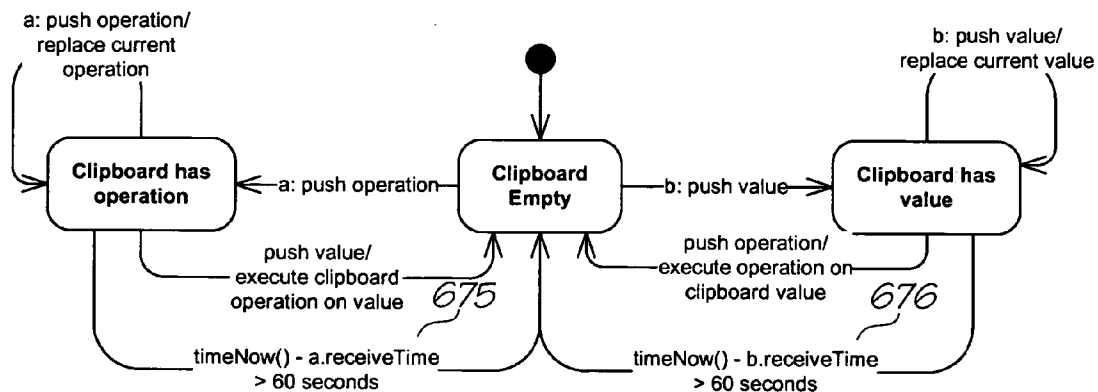 a: push operation/
replace current
operation
b: push value/
replace current value
Clipboard has
operation
a: push operation
Clipboard
Empty
b: push value
Clipboard has
value
push value/
execute clipboard
operation on value
675
push operation/
execute operation on
clipboard value
676
timeNow() - a.receiveTime
> 60 seconds
timeNow() - b.receiveTime
> 60 seconds